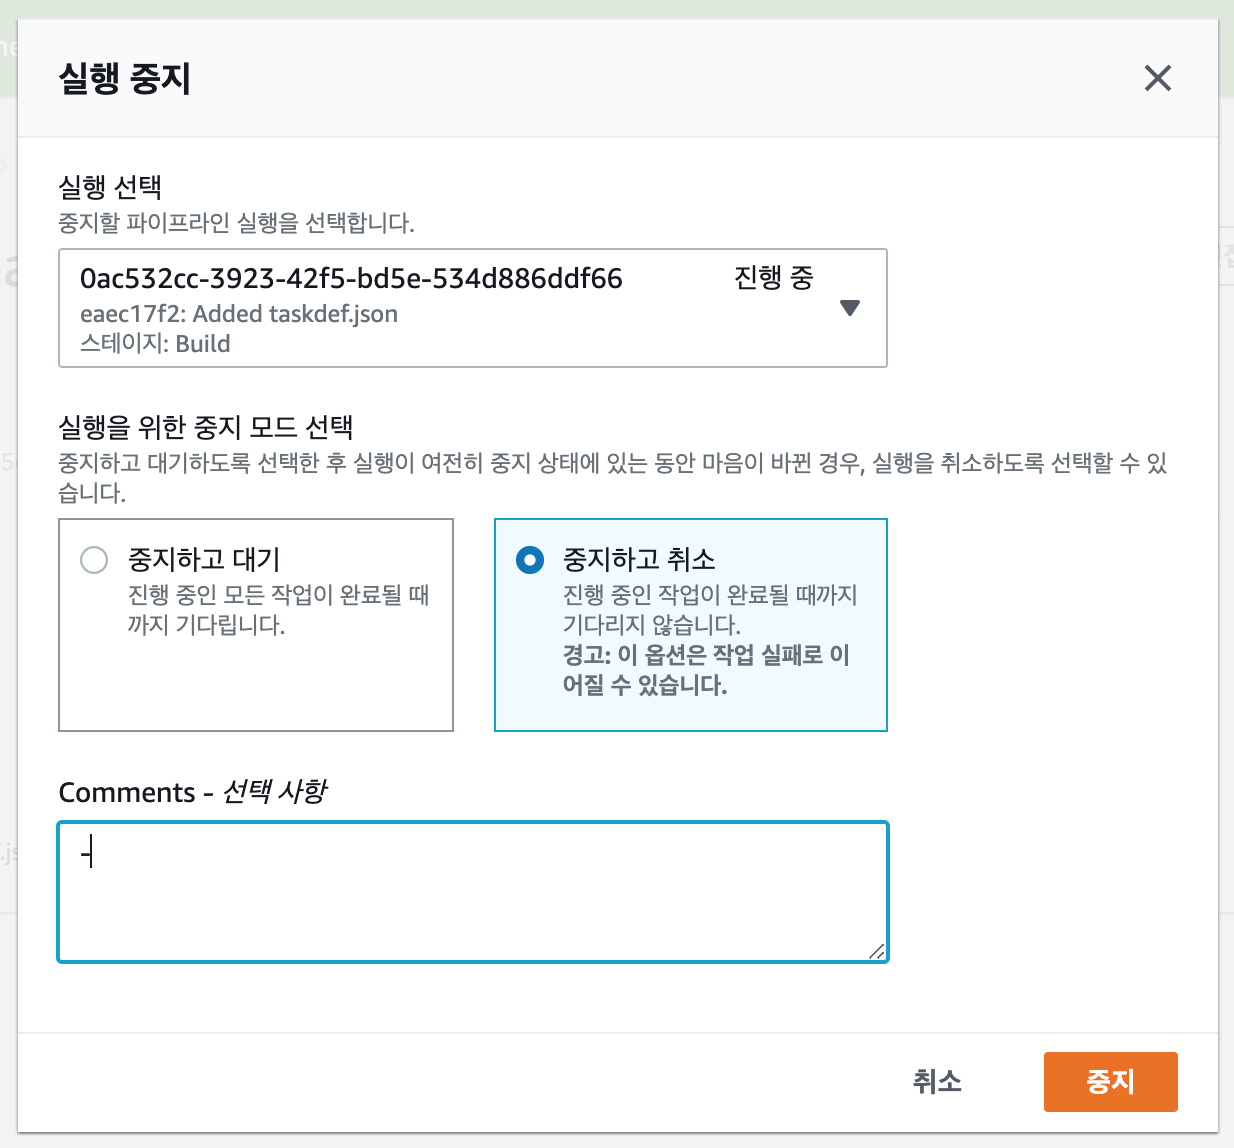 실행 중지
실행 선택
중지할 파이프라인 실행을 선택합니다.
0ac532cc-3923-42f5-bd5e-534d886ddf66 진행 중
eaec17f2: Added taskdef.json
스테이지: Build
실행을 위한 중지 모드 선택
중지하고 대기하도록 선택한 후 실행이 여전히 중지 상태에 있는 동안 마음이 바뀐 경우, 실행을 취소하도록 선택할 수 있
습니다.
중지하고 대기
진행 중인 모든 작업이 완료될 때
까지 기다립니다.
중지하고 취소
진행 중인 작업이 완료될 때까지
기다리지 않습니다.
경고: 이 옵션은 작업 실패로 이
어질 수 있습니다.
Comments - 선택 사항
-
취소
중지